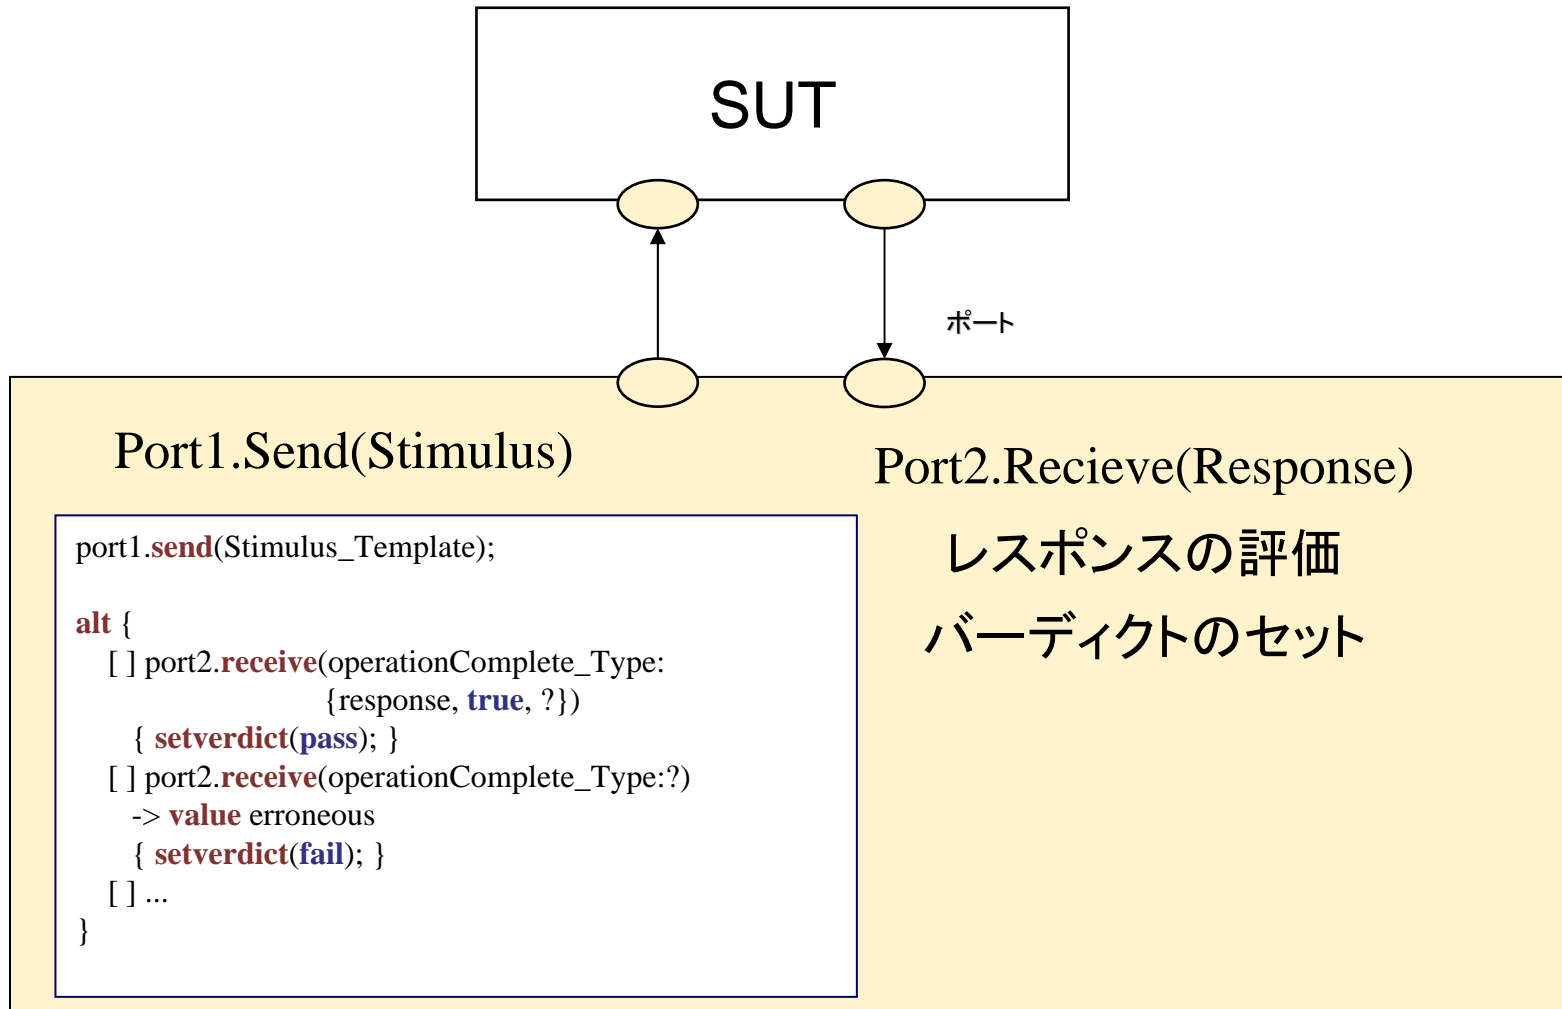 SUT
ポート
Port1.Send(Stimulus)
Port2.Recieve(Response)
レスポンスの評価
バーディクトのセット
port1.send(Stimulus_Template);
alt {
[ ] port2.receive(operationComplete_Type:
{response, true, ?})
{ setverdict(pass); }
[ ] port2.receive(operationComplete_Type:?)
-> value erroneous
{ setverdict(fail); }
[ ] ...
}